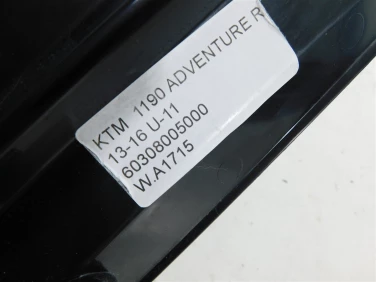 KTM 1190 ADVENTURE R
13-16 U-11
60308005000
W.A1715